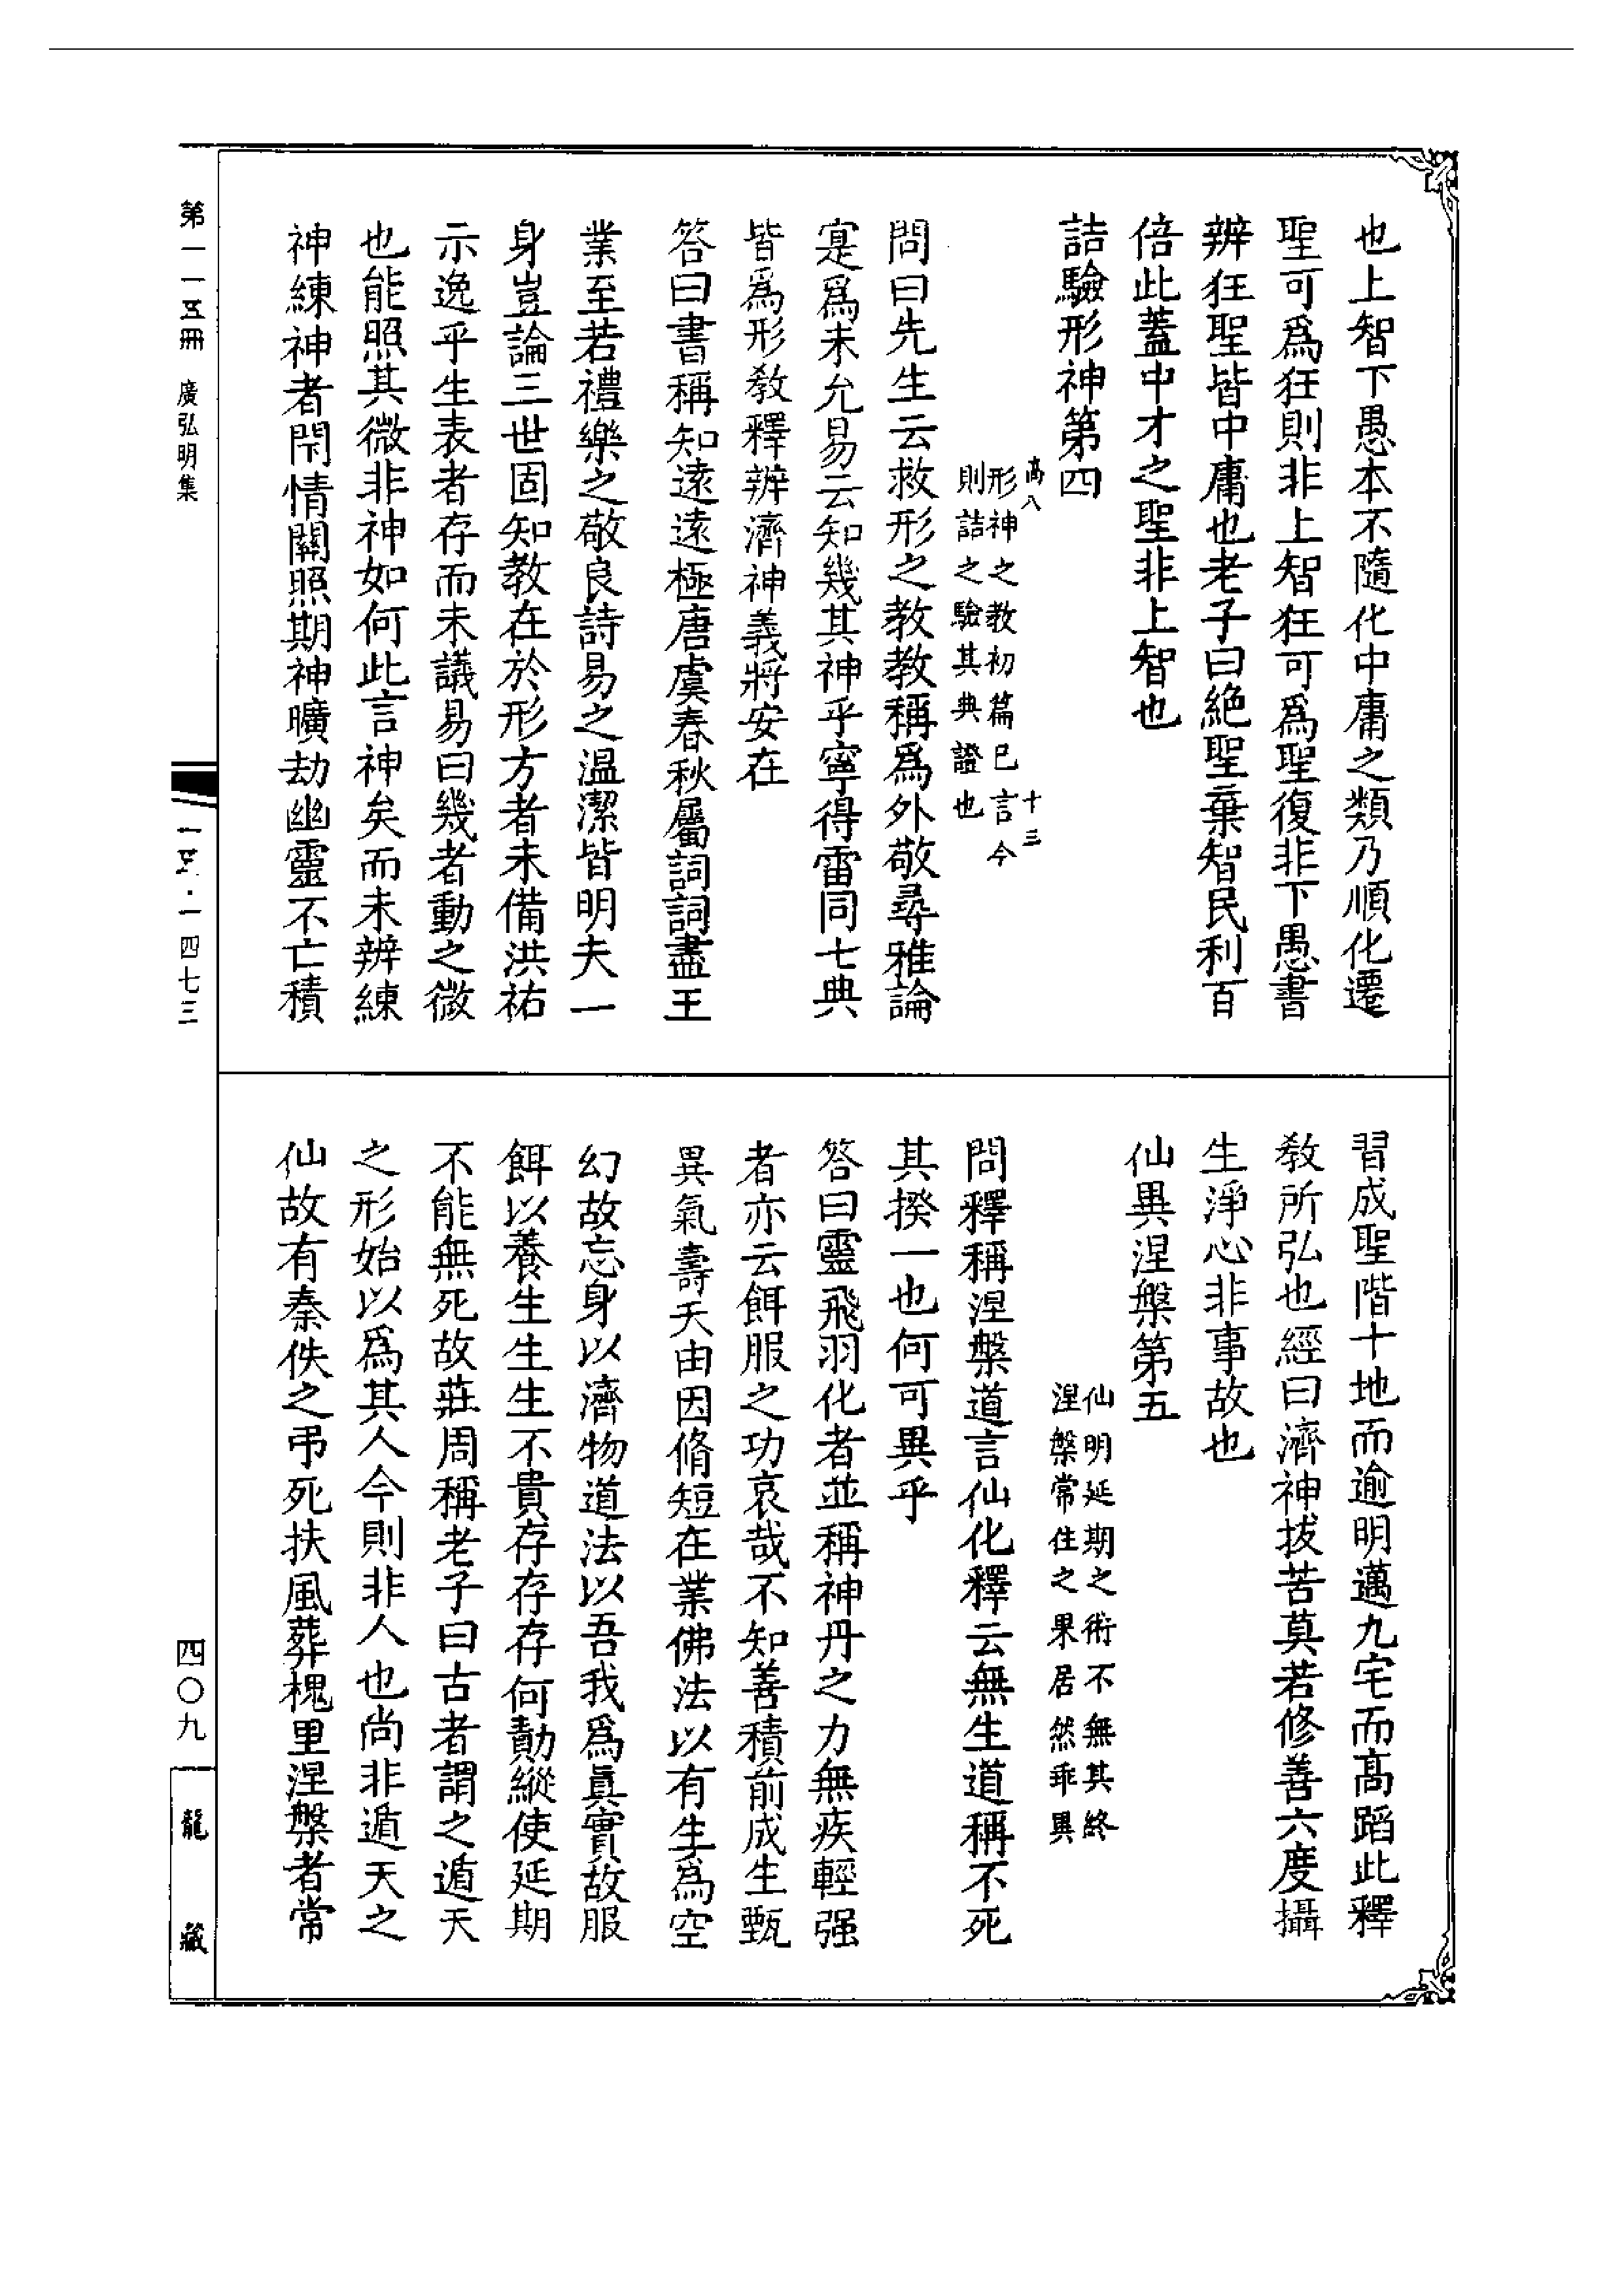 也上智下愚本不隨化中庸之類乃順化遷
聖可爲狂則非上智狂可爲聖復非下愚書
辨狂聖皆中庸也老子曰絶聖棄智民利百
倍此蓋中才之聖非上智也
詰驗形神第四
高八 十三
形神之教初篇已言今
則詰之驗其典證也
問曰先生云救形之教教稱爲外敬尋雅論
寔爲未允易云知幾其神乎寧得雷同七典
皆爲形教釋辨濟神義將安在
答曰書稱知遠遠極唐虞春秋屬詞詞盡王
業至若禮樂之敬良詩易之温潔皆明夫一
身豈論三世固知教在於形方者未備洪祐
示逸乎生表者存而未議易曰幾者動之微
也能照其微非神如何此言神矣而未辨練
神練神者閇情關照期神曠劫幽靈不亡積
習成聖階十地而逾明邁九宅而高蹈此釋
教所弘也經曰濟神拔苦莫若修善六度攝
生淨心非事故也
仙異涅槃第五
仙明延期之術不無其終
涅槃常住之果居然乖異
問釋稱涅槃道言仙化釋云無生道稱不死
其揆一也何可異乎
答曰靈飛羽化者並稱神丹之力無疾輕强
者亦云餌服之功哀哉不知善積前成生甄
異氣壽夭由因脩短在業佛法以有生爲空
幻故忘身以濟物道法以吾我爲眞實故服
餌以養生生生不貴存存存何勣縱使延期
不能無死故莊周稱老子曰古者謂之遁天
之形始以爲其人今則非人也尚非遁天之
仙故有秦佚之弔死扶風葬槐里涅槃者常
第一一五冊 廣弘明集
一一五·一四七三
四〇九
龍藏